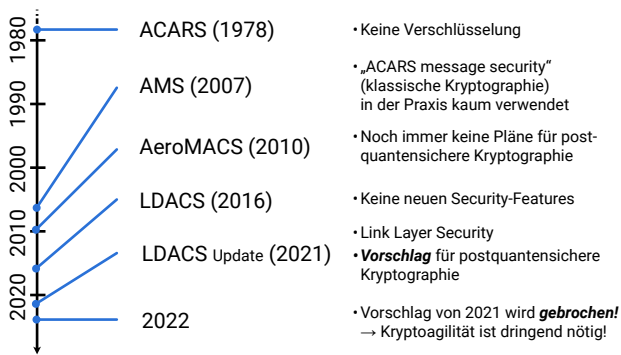 1980
1990
2000
2010
2020
ACARS (1978)
• Keine Verschlüsselung
AMS (2007)
• „ACARS message security“
(klassische Kryptographie)
in der Praxis kaum verwendet
AeroMACS (2010)
• Noch immer keine Pläne für post-
quantensichere Kryptographie
LDACS (2016)
• Keine neuen Security-Features
LDACS Update (2021)
• Link Layer Security
• Vorschlag für postquantensichere
Kryptographie
2022
• Vorschlag von 2021 wird gebrochen!
→ Kryptoagilität ist dringend nötig!